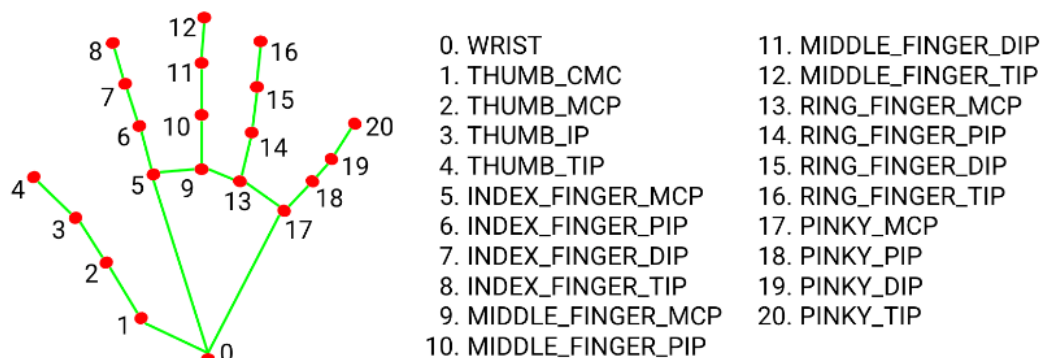 12
8
16
11
7
15
10
20
6
14
19
4
5
9
13
18
3
17
2
1
0
0. WRIST
1. THUMB_CMC
2. THUMB_MCP
3. THUMB_IP
4. THUMB_TIP
5. INDEX_FINGER_MCP
6. INDEX_FINGER_PIP
7. INDEX_FINGER_DIP
8. INDEX_FINGER_TIP
9. MIDDLE_FINGER_MCP
10. MIDDLE_FINGER_PIP
11. MIDDLE_FINGER_DIP
12. MIDDLE_FINGER_TIP
13. RING_FINGER_MCP
14. RING_FINGER_PIP
15. RING_FINGER_DIP
16. RING_FINGER_TIP
17. PINKY_MCP
18. PINKY_PIP
19. PINKY_DIP
20. PINKY_TIP